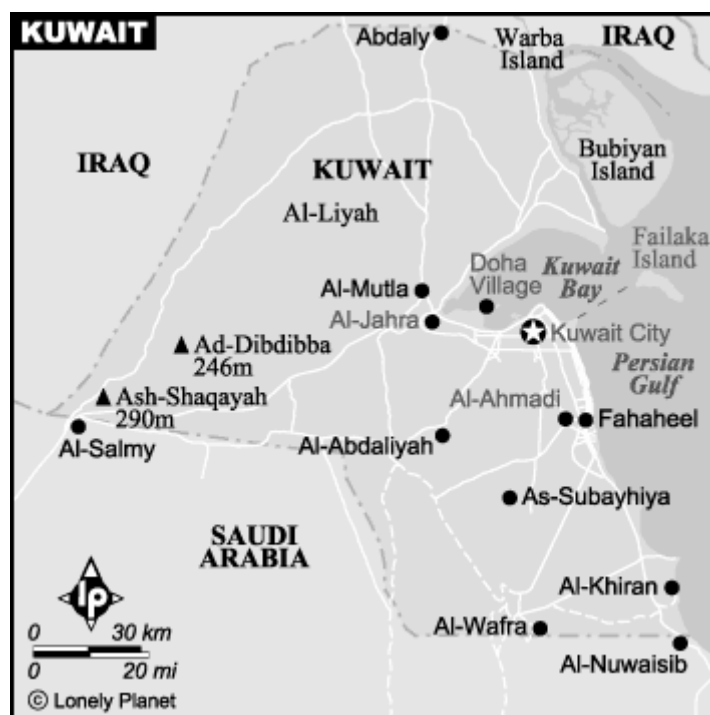 KUWAIT
Abdaly
Warba
Island
IRAQ
IRAQ
KUWAIT
Bubiyan
Island
Al-Liyah
Failaka
Island
Doha
Village
Kuwait
Bay
Al-Mutla
Al-Jahra
Kuwait City
Ad-Dibdibba
246m
Persian
Gulf
Ash-Shaqayah
290m
Al-Ahmadi
Fahaheel
Al-Salmy
Al-Abdaliyah
As-Subayhiya
SAUDI
ARABIA
Al-Khiran
lp
Al-Wafra
0 30 km
0 20 mi
Al-Nuwaisib
© Lonely Planet